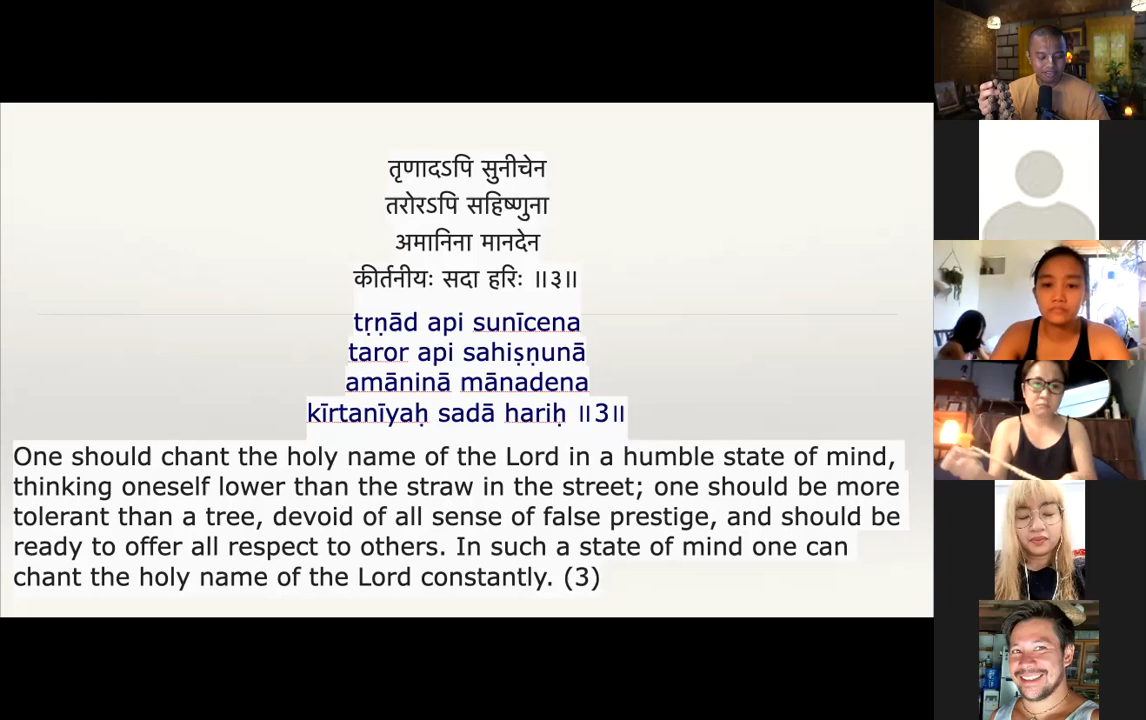 तृणादऽपि सुनीचेन
तरोरऽपि सहिष्णुना
अमानिना मानदेन
कीर्तनीयः सदा हरिः ॥३॥
tṛṇād api sunīcena
taror api sahiṣṇunā
amāninā mānadena
kīrtanīyaḥ sadā hariḥ ॥3॥
One should chant the holy name of the Lord in a humble state of mind,
thinking oneself lower than the straw in the street; one should be more
tolerant than a tree, devoid of all sense of false prestige, and should be
ready to offer all respect to others. In such a state of mind one can
chant the holy name of the Lord constantly. (3)